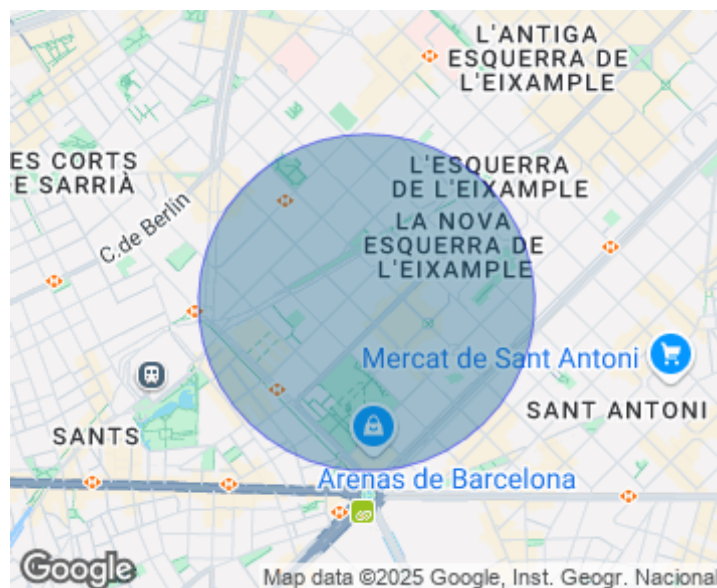 L'ANTIGA
ESQUERRA DE
L'EIXAMPLE
ES CORTS
E SARRIÀ
L'ESQUERRA
DE L'EIXAMPLE
C. de Berlín
LA NOVA
ESQUERRA DE
L'EIXAMPLE
Mercat de Sant Antoni
SANT ANTONI
SANTS
Arenas de Barcelona
Google
Map data ©2025 Google, Inst. Geogr. Nacional